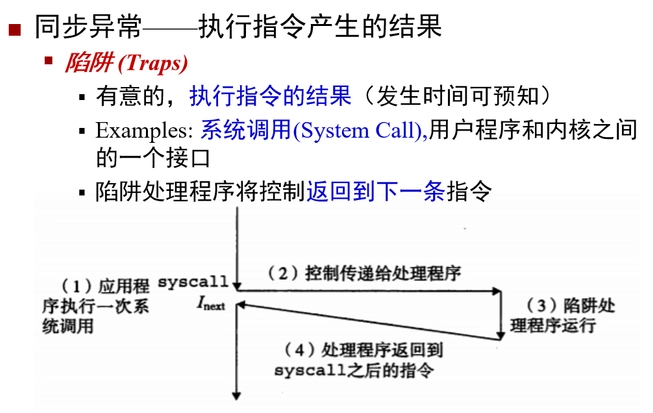 同步异常——执行指令产生的结果
陷阱 (Traps)
有意的，执行指令的结果（发生时间可预知）
Examples: 系统调用(System Call),用户程序和内核之间
的一个接口
陷阱处理程序将控制返回到下一条指令
（1）应用程
序执行一次系
统调用
syscall
Inext
（2）控制传递给处理程序
（3）陷阱处
理程序运行
（4）处理程序返回到
syscall之后的指令